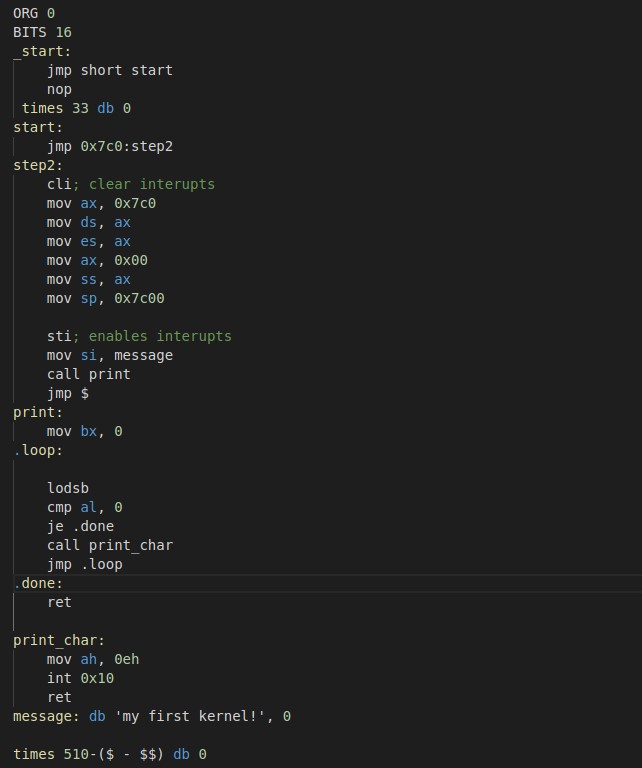 ORG 0
BITS 16
_start:
    jmp short start
    nop
 times 33 db 0
start:
    jmp 0x7c0:step2
step2:
    cli; clear interupts
    mov ax, 0x7c0
    mov ds, ax
    mov es, ax
    mov ax, 0x00
    mov ss, ax
    mov sp, 0x7c00
    sti; enables interupts
    mov si, message
    call print
    jmp $
print:
    mov bx, 0
.loop:
    lodsb
    cmp al, 0
    je .done
    call print_char
    jmp .loop
.done:
    ret
print_char:
    mov ah, 0eh
    int 0x10
    ret
message: db 'my first kernel!', 0
times 510-($ - $$) db 0